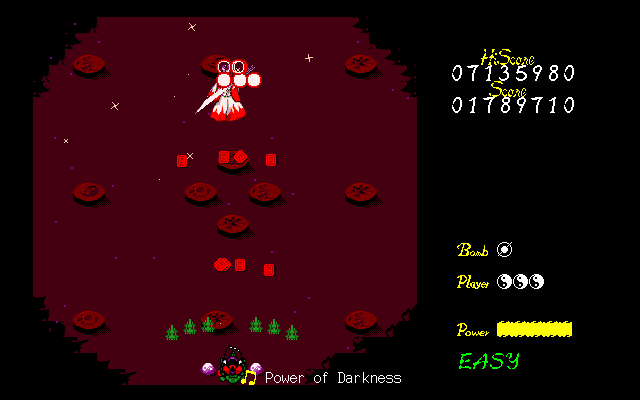 HiScore
07135980
Score
01789710
Bomb
Player
Power
EASY
Power of Darkness